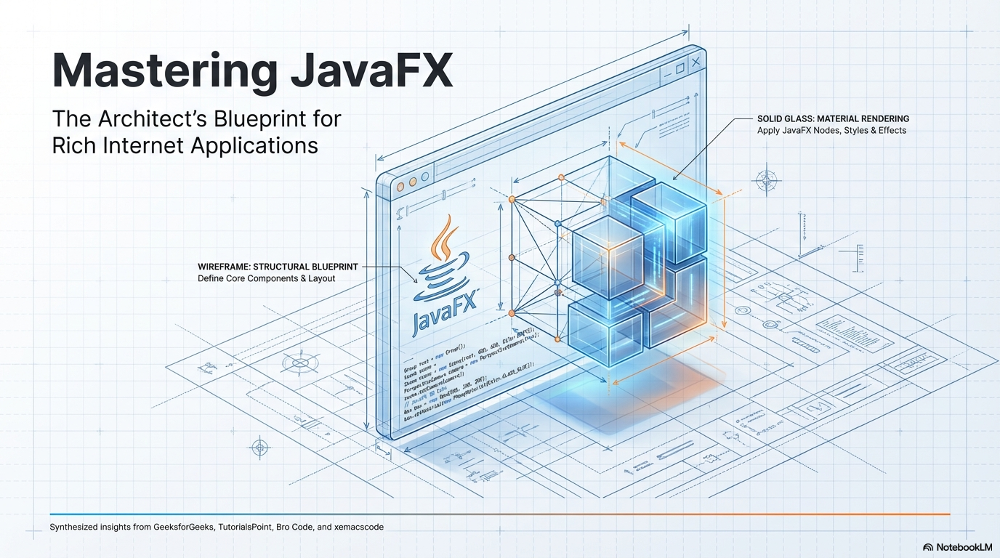 Mastering JavaFX
The Architect's Blueprint for
Rich Internet Applications
SOLID GLASS: MATERIAL RENDERING
Apply JavaFX Nodes, Styles & Effects
WIREFRAME: STRUCTURAL BLUEPRINT
Define Core Components & Layout
JavaFX
Synthesized insights from GeeksforGeeks, TutorialsPoint, Bro Code, and xemacscode
NotebookLM